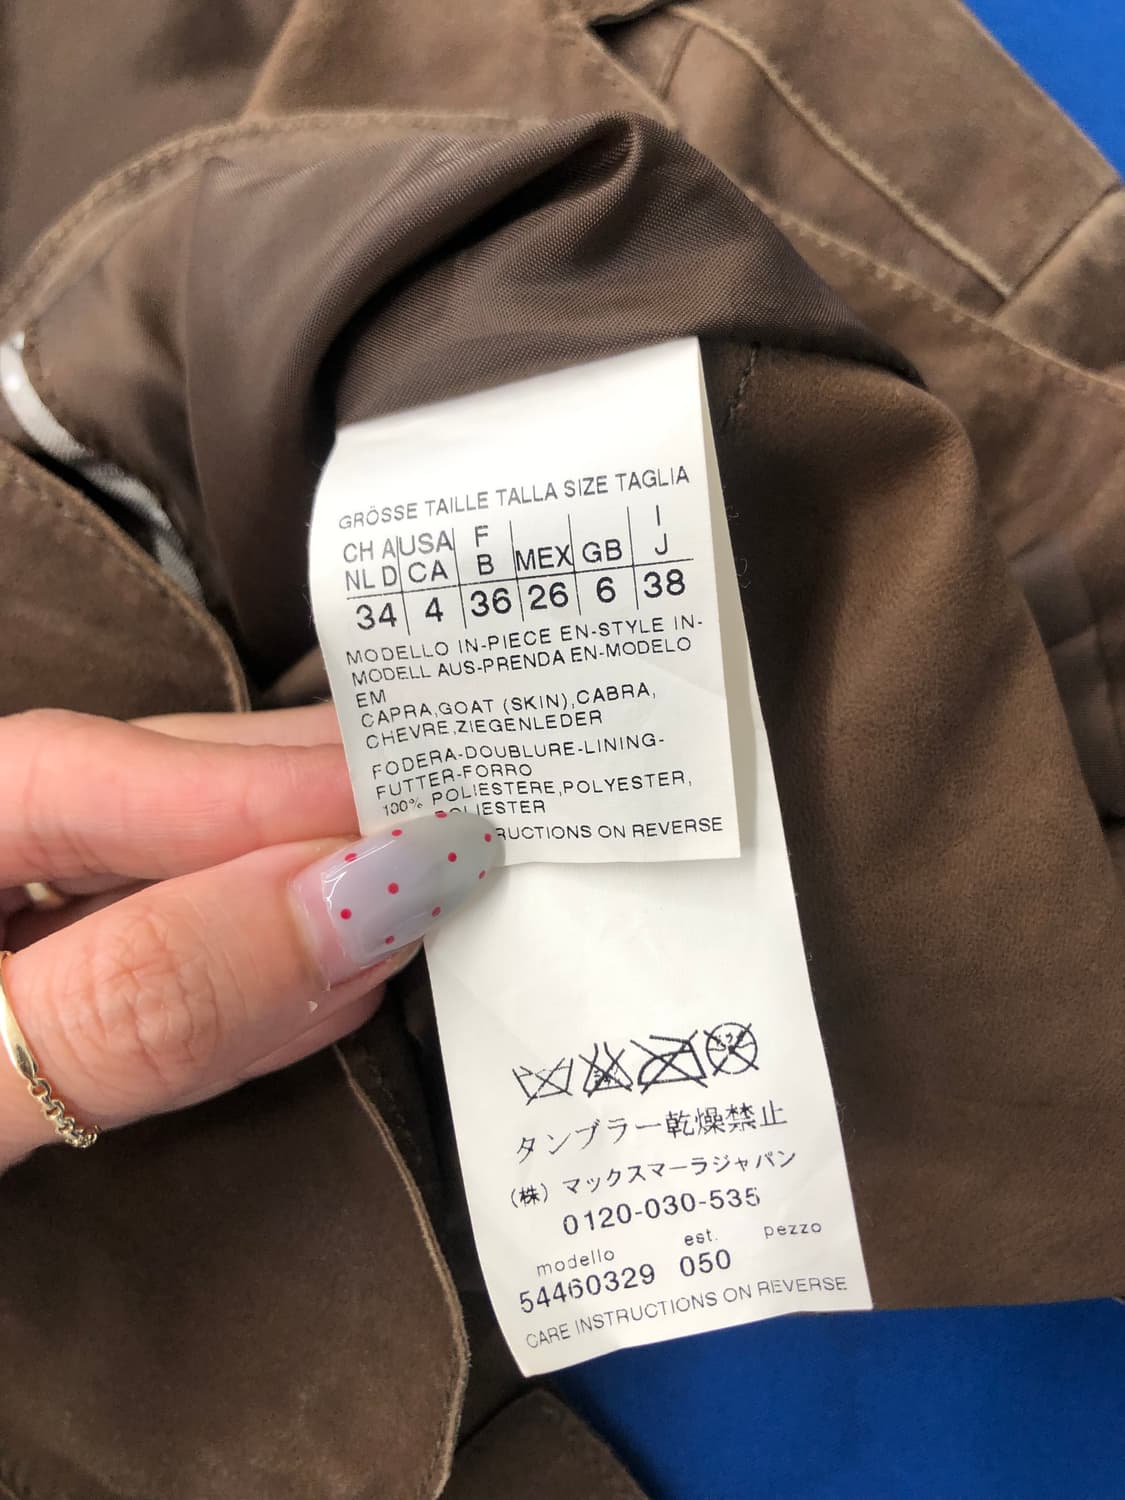 GRÖSSE TAILLE TALLA SIZE TAGLIA
CH A USA F MEX GB I
NL D CA B J
34 4 36 26 6 38
MODELLO IN-PIECE EN-STYLE IN-
MODELL AUS-PRENDA EN-MODELO
EM
CAPRA,GOAT (SKIN),CABRA,
CHEVRE,ZIEGENLEDER
FODERA-DOUBLURE-LINING-
FUTTER-FORRO
100% POLIESTERE,POLYESTER,
POLIESTER
RUCTIONS ON REVERSE
タンブラー乾燥禁止
(株) マックスマーラジャパン
0120-030-535
modello est. pezzo
54460329 050
CARE INSTRUCTIONS ON REVERSE